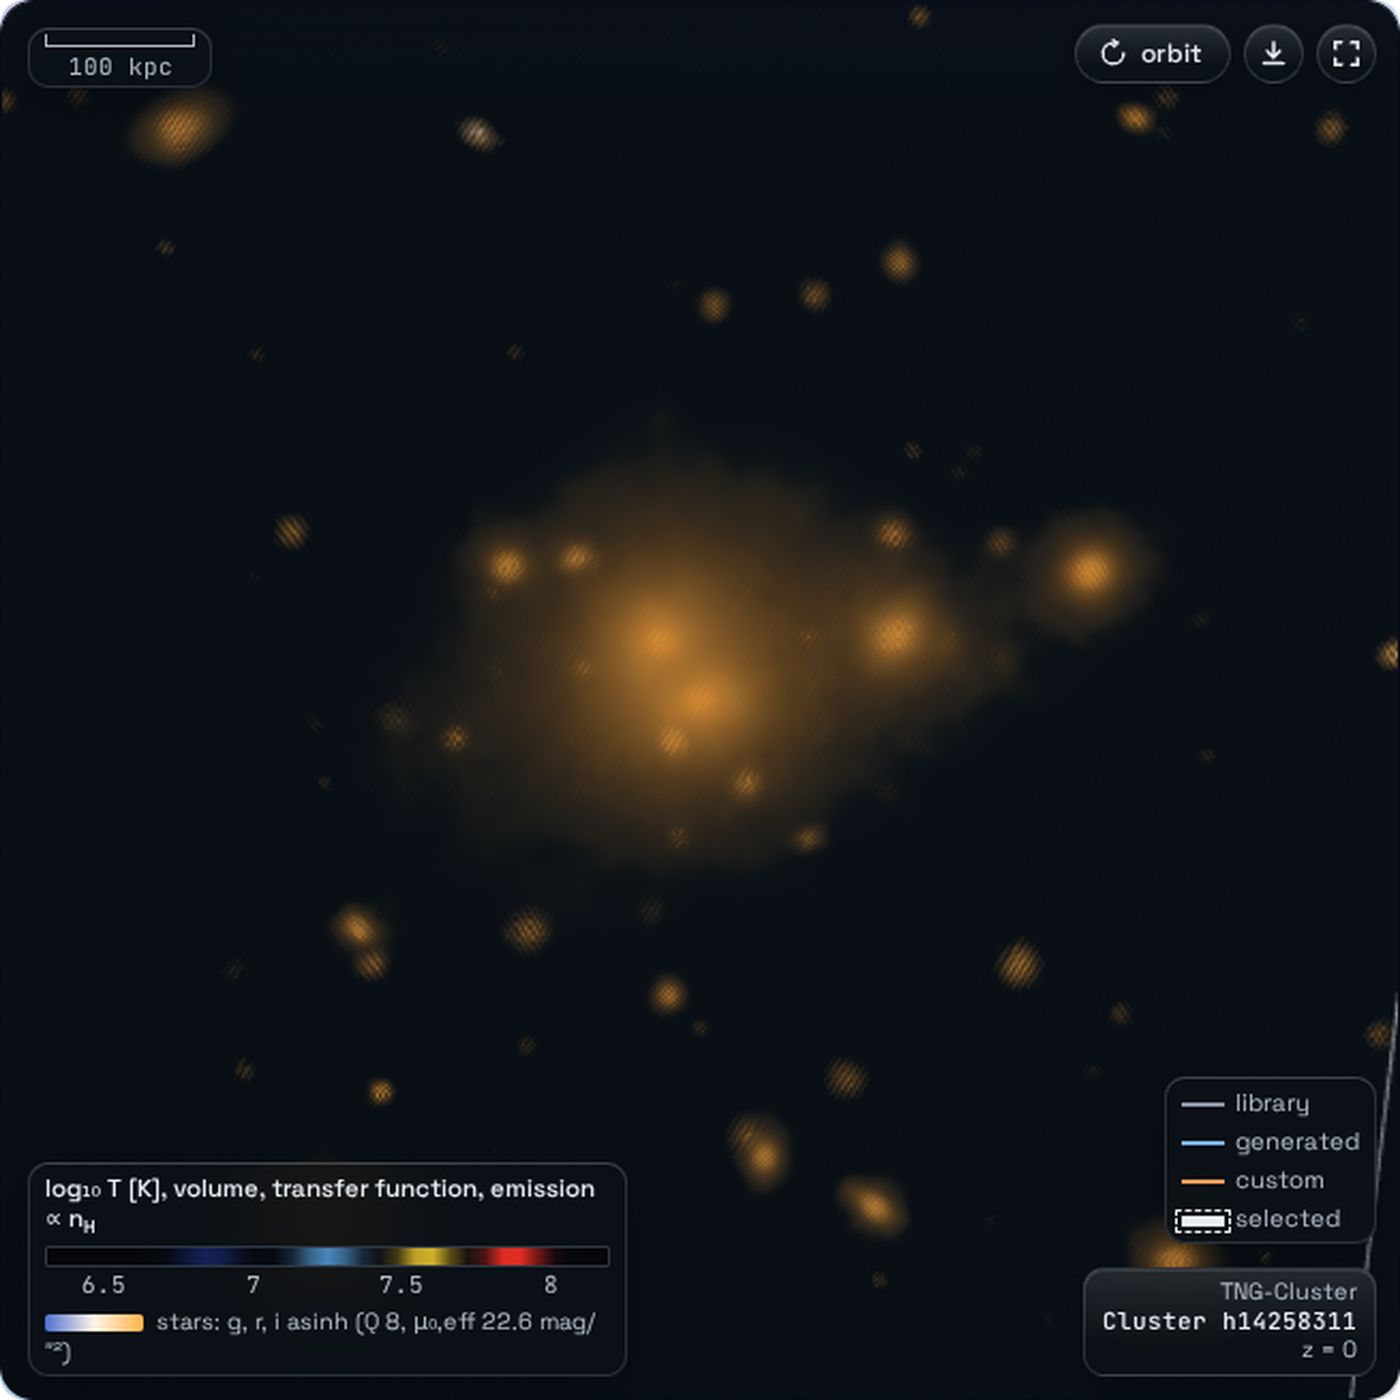 100 kpc
orbit
library
generated
custom
selected
log₁₀ T [K], volume, transfer function, emission
∝ n_H
6.5 7 7.5 8
stars: g, r, i asinh (Q 8, μ₀,eff 22.6 mag/
"²)
TNG-Cluster
Cluster h14258311
z = 0